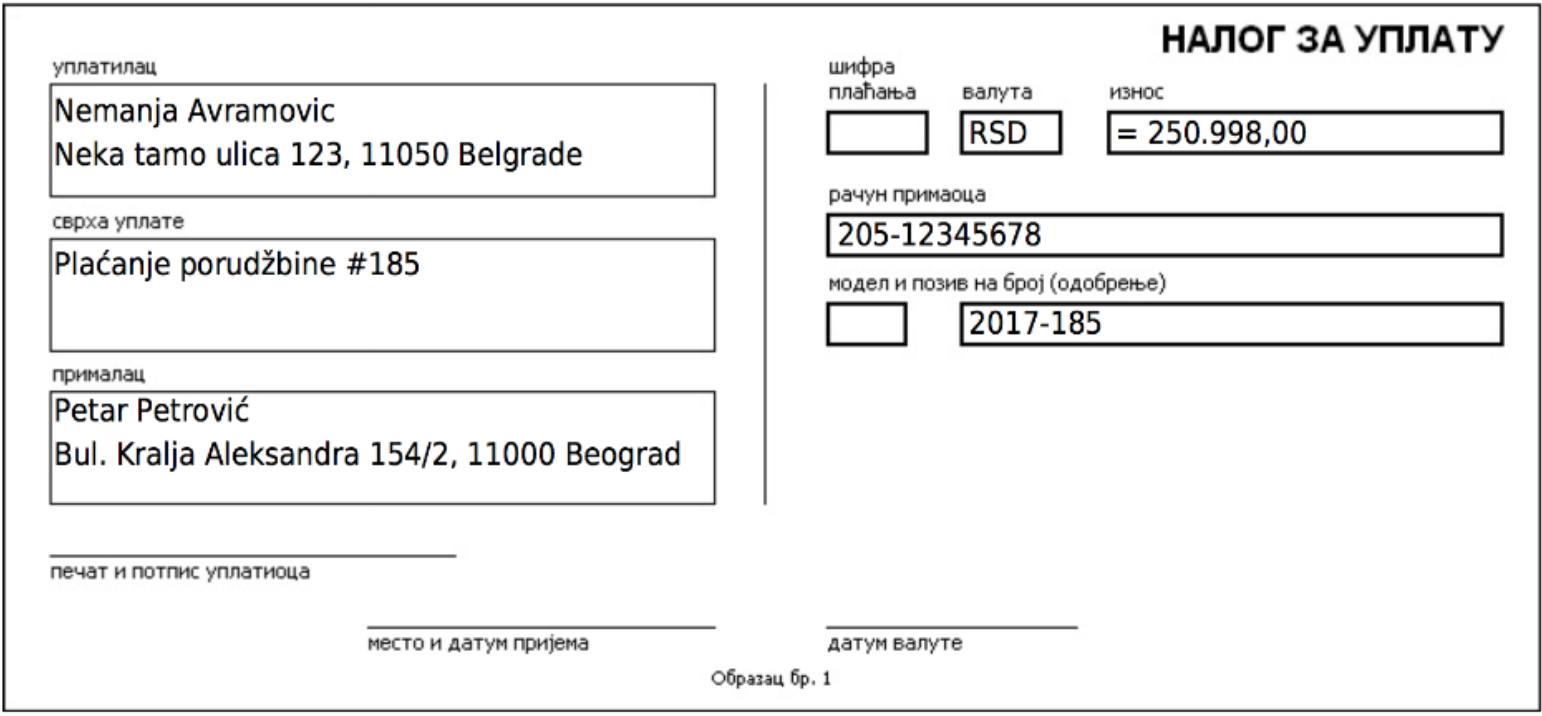 НАЛОГ ЗА УПЛАТУ
уплатилац
Nemanja Avramovic
Neka tamo ulica 123, 11050 Belgrade
сврха уплате
Plaćanje porudžbine #185
прималац
Petar Petrović
Bul. Kralja Aleksandra 154/2, 11000 Beograd
печат и потпис уплатиоца
место и датум пријема
шифра
плаћања
валута
износ
RSD
= 250.998,00
рачун примаоца
205-12345678
модел и позив на број (одобрење)
2017-185
датум валуте
Образац бр. 1